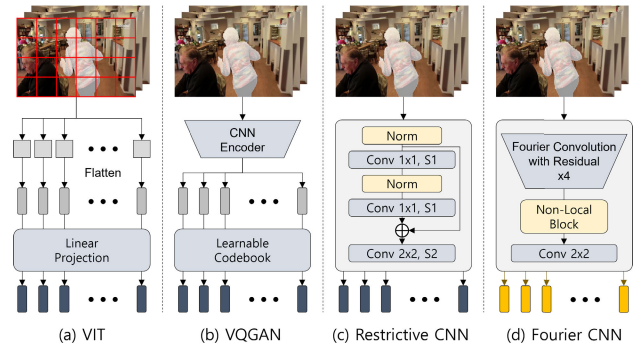 Flatten
Linear
Projection
(a) VIT
CNN
Encoder
Learnable
Codebook
(b) VQGAN
Norm
Conv 1x1, S1
Norm
Conv 1x1, S1
Conv 2x2, S2
(c) Restrictive CNN
Fourier Convolution
with Residual
x4
Non-Local
Block
Conv 2x2
(d) Fourier CNN